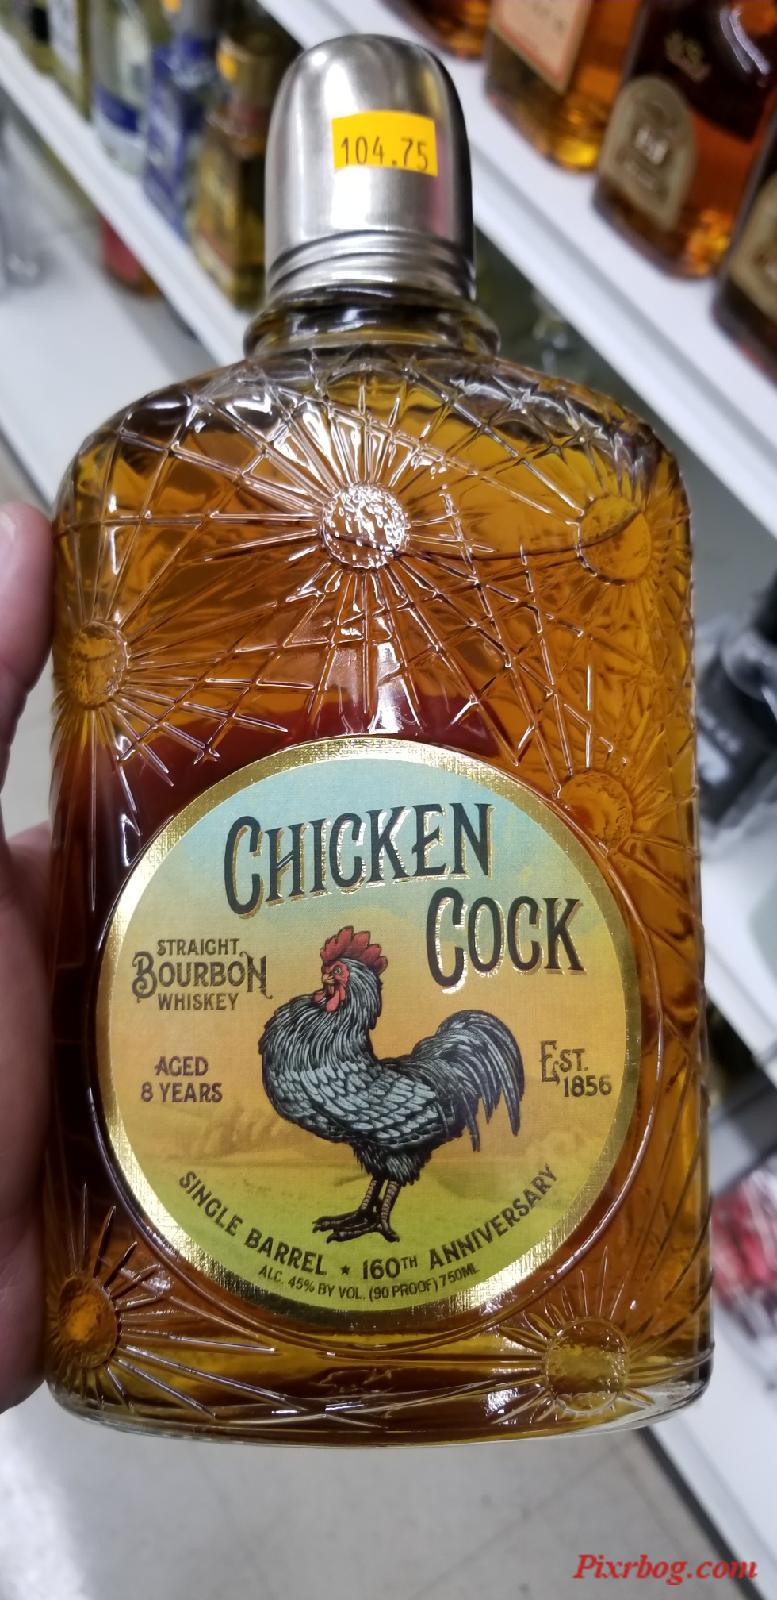 104.75
CHICKEN
COCK
STRAIGHT
BOURBON
WHISKEY
AGED
8 YEARS
EST.
1856
SINGLE BARREL ★ 160TH ANNIVERSARY
ALC. 45% BY VOL. (90 PROOF) 750ML
Pixrbog.com